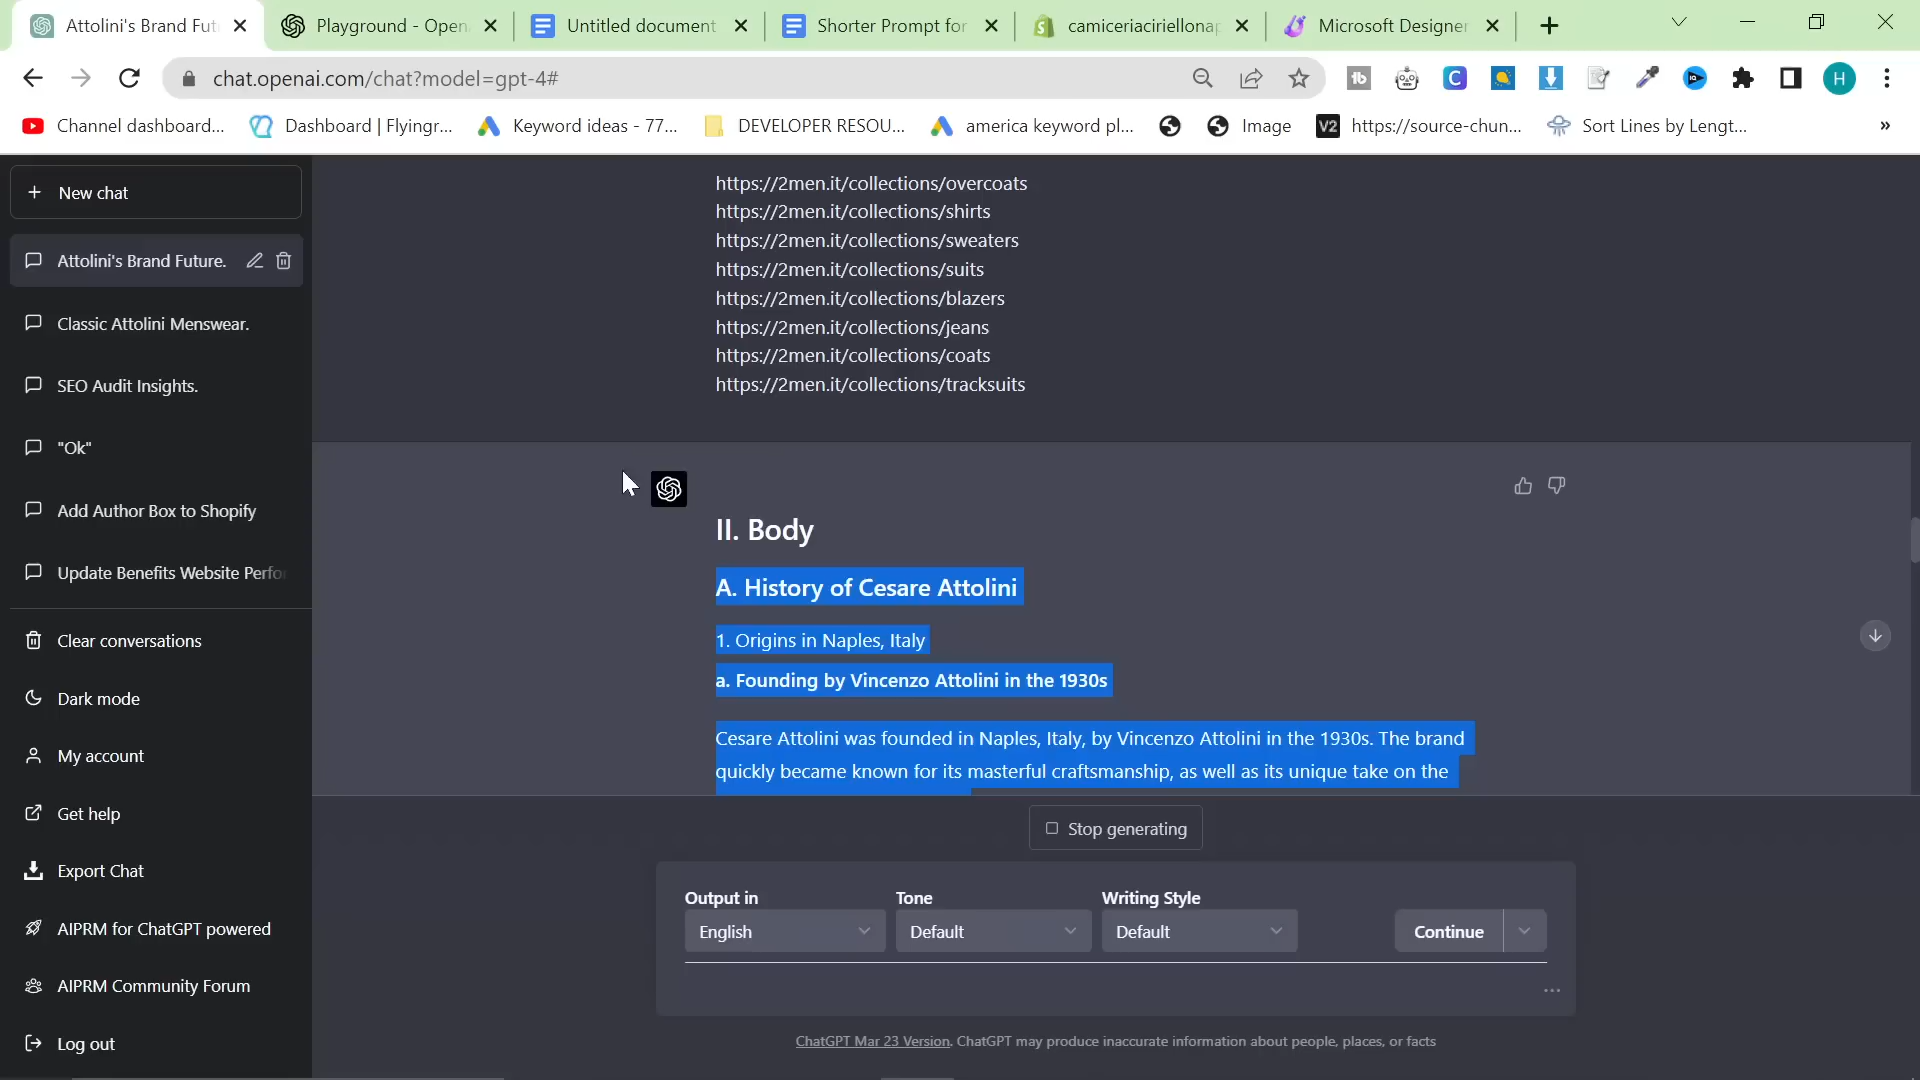 Attolini's Brand Fut
Playground - Open
Untitled document
Shorter Prompt for
camiceriaciriellonap
Microsoft Designer
chat.openai.com/chat?model=gpt-4#
H
Channel dashboard...
Dashboard | Flyingr...
Keyword ideas - 77...
DEVELOPER RESOU...
america keyword pl...
Image
V2
https://source-chun...
Sort Lines by Lengt...
»
New chat
Attolini's Brand Future.
Classic Attolini Menswear.
SEO Audit Insights.
"Ok"
Add Author Box to Shopify
Update Benefits Website Perfo
Clear conversations
Dark mode
My account
Get help
Export Chat
AIPRM for ChatGPT powered
AIPRM Community Forum
Log out
https://2men.it/collections/overcoats
https://2men.it/collections/shirts
https://2men.it/collections/sweaters
https://2men.it/collections/suits
https://2men.it/collections/blazers
https://2men.it/collections/jeans
https://2men.it/collections/coats
https://2men.it/collections/tracksuits
II. Body
A. History of Cesare Attolini
1. Origins in Naples, Italy
a. Founding by Vincenzo Attolini in the 1930s
Cesare Attolini was founded in Naples, Italy, by Vincenzo Attolini in the 1930s. The brand
quickly became known for its masterful craftsmanship, as well as its unique take on the
Stop generating
Output in
Tone
Writing Style
English
Default
Default
Continue
ChatGPT Mar 23 Version. ChatGPT may produce inaccurate information about people, places, or facts